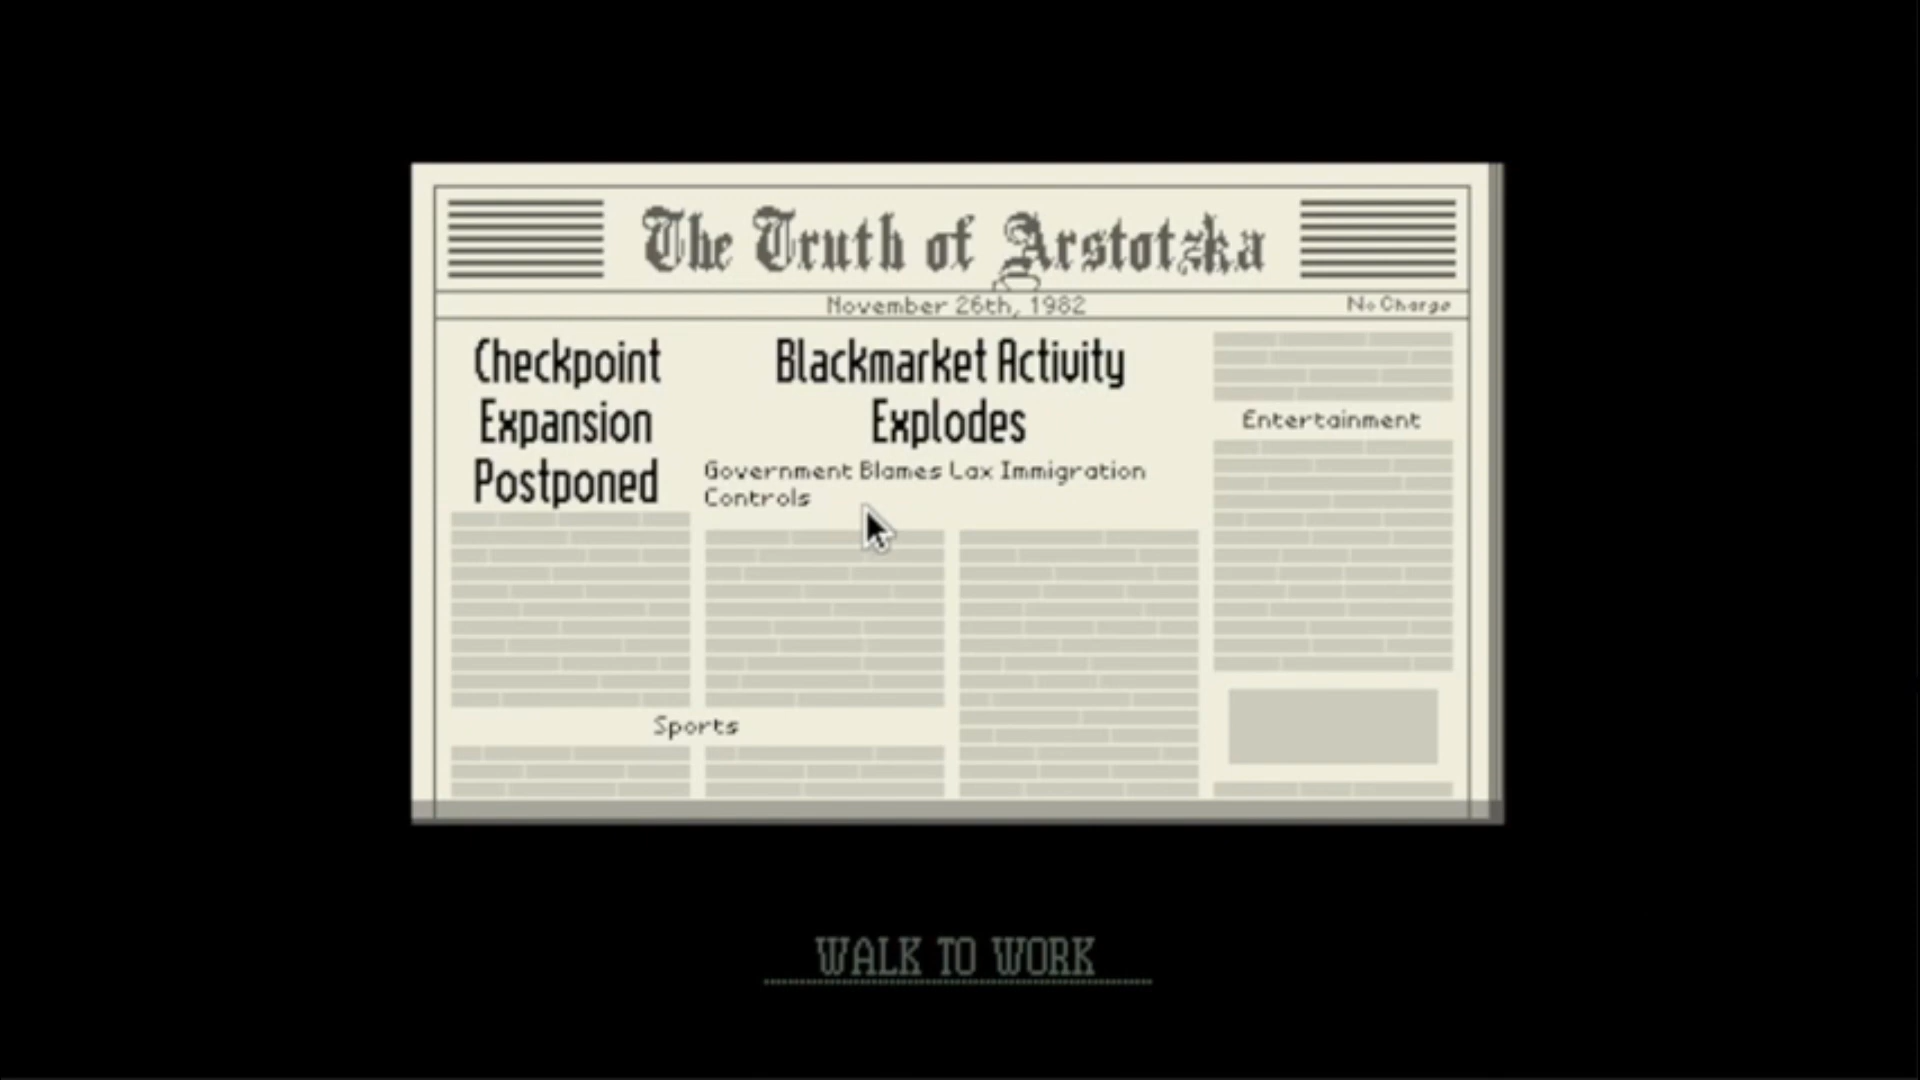 The Truth of Arstotzka
November 26th, 1982
No Charge
Checkpoint
Expansion
Postponed
Blackmarket Activity
Explodes
Government Blames Lax Immigration
Controls
Entertainment
Sports
WALK TO WORK